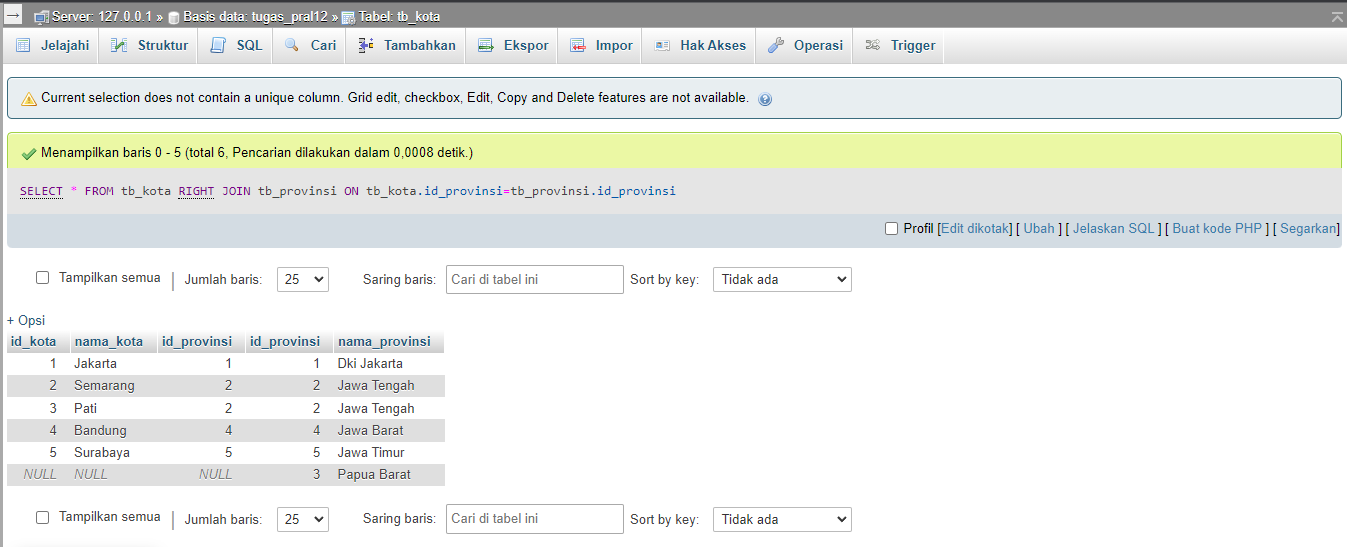 Server: 127.0.0.1 » Basis data: tugas_pral12 » Tabel: tb_kota
Jelajahi Struktur SQL Cari Tambahkan Ekspor Impor Hak Akses Operasi Trigger
Current selection does not contain a unique column. Grid edit, checkbox, Edit, Copy and Delete features are not available.
Menampilkan baris 0 - 5 (total 6, Pencarian dilakukan dalam 0,0008 detik.)
SELECT * FROM tb_kota RIGHT JOIN tb_provinsi ON tb_kota.id_provinsi=tb_provinsi.id_provinsi
Profil [Edit dikotak] [ Ubah ] [ Jelaskan SQL ] [ Buat kode PHP ] [ Segarkan]
Tampilkan semua | Jumlah baris: 25 Saring baris: Cari di tabel ini Sort by key: Tidak ada
+ Opsi
id_kota nama_kota id_provinsi id_provinsi nama_provinsi
1 Jakarta 1 1 Dki Jakarta
2 Semarang 2 2 Jawa Tengah
3 Pati 2 2 Jawa Tengah
4 Bandung 4 4 Jawa Barat
5 Surabaya 5 5 Jawa Timur
NULL NULL NULL 3 Papua Barat
Tampilkan semua | Jumlah baris: 25 Saring baris: Cari di tabel ini Sort by key: Tidak ada